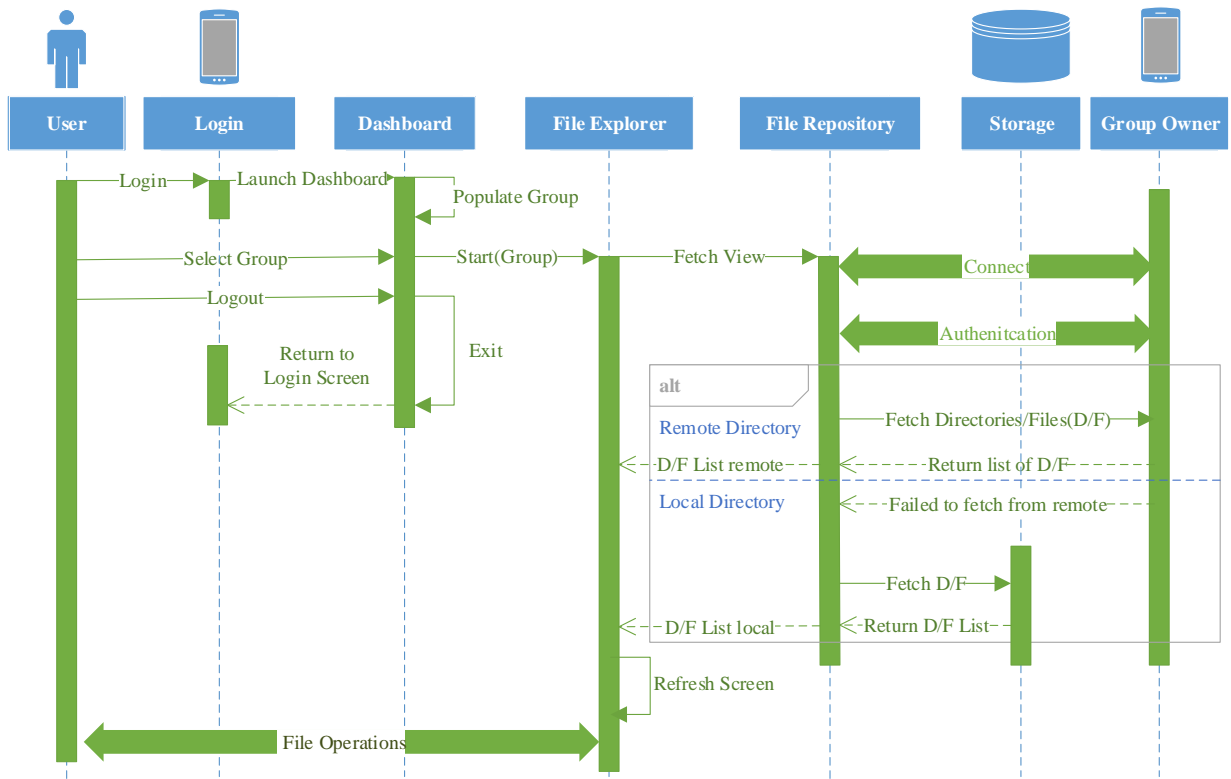 User
Login
Dashboard
File Explorer
File Repository
Storage
Group Owner
Login
Launch Dashboard
Populate Group
Select Group
Start(Group)
Fetch View
Connect
Logout
Authenitcation
Exit
Return to
Login Screen
alt
Fetch Directories/Files(D/F)
Remote Directory
D/F List remote
Return list of D/F
Local Directory
Failed to fetch from remote
Fetch D/F
D/F List local
Return D/F List
Refresh Screen
File Operations